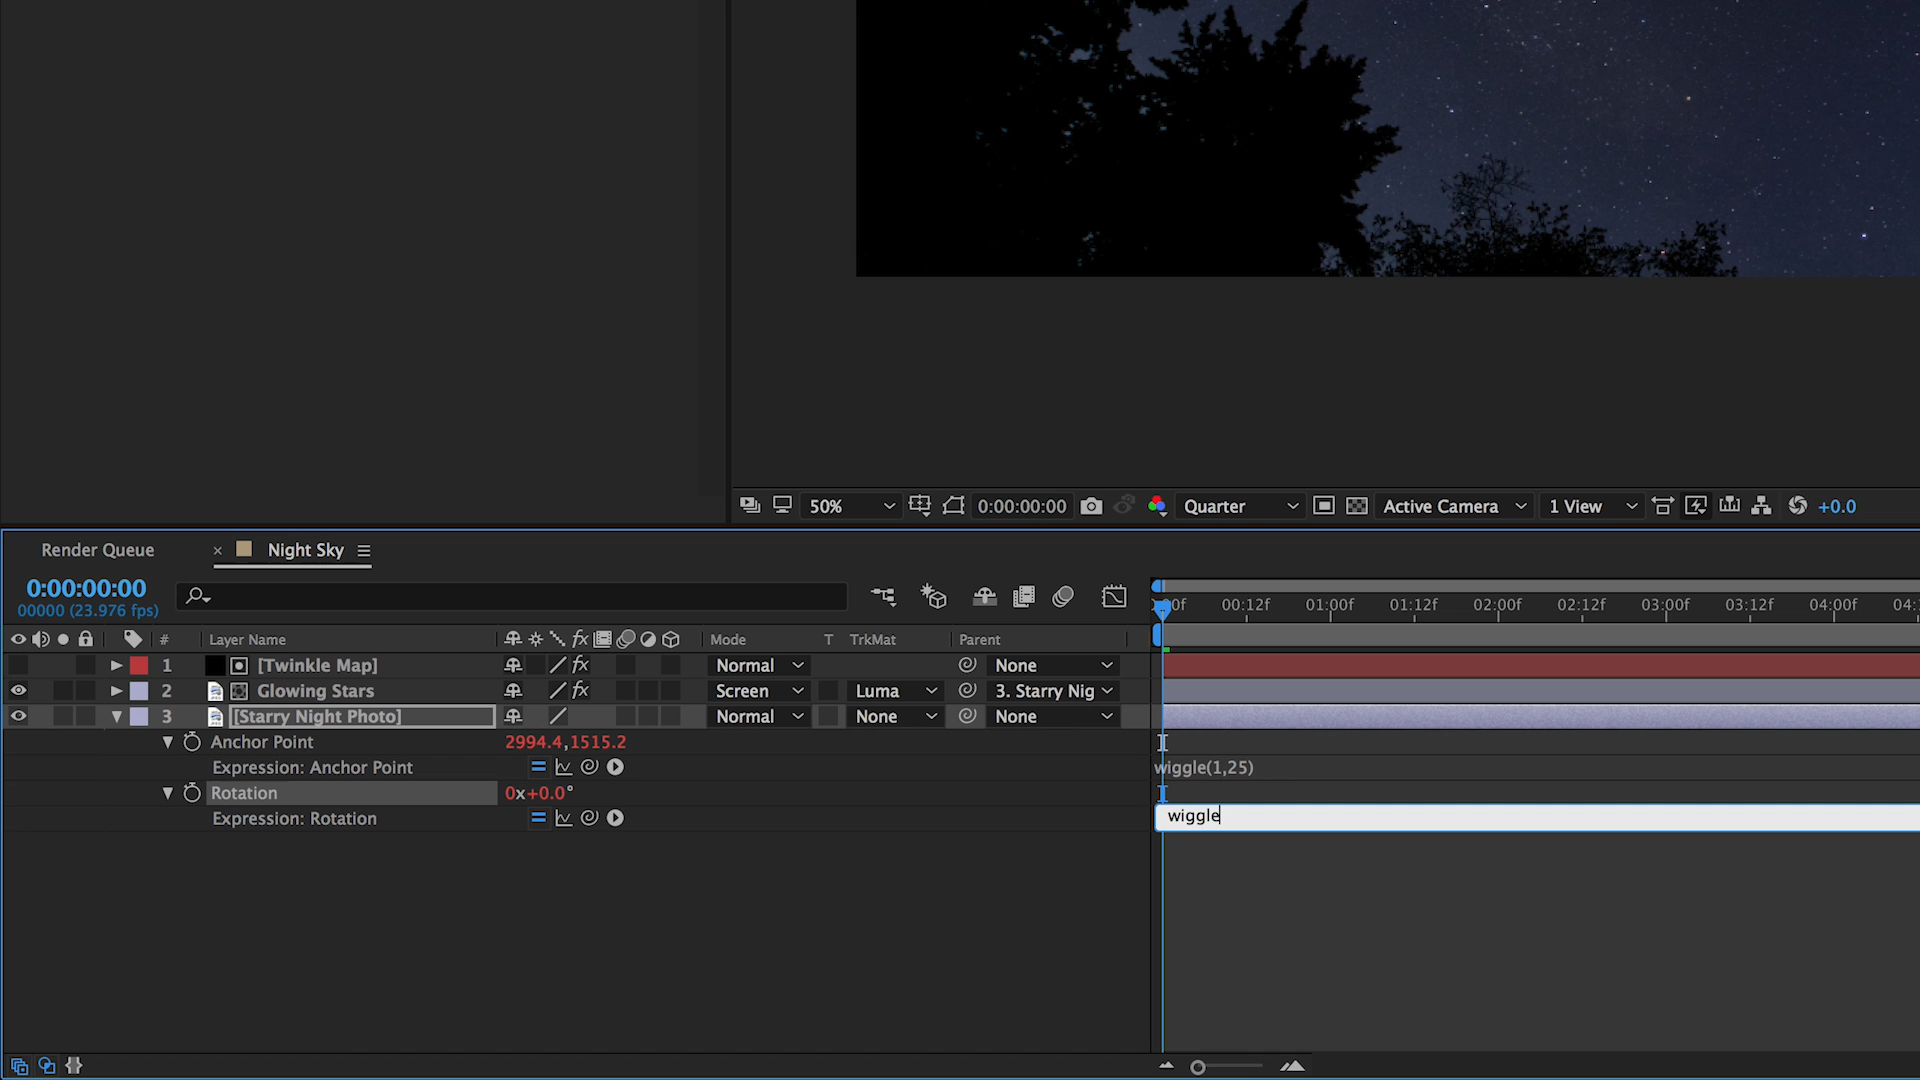 50% 0:00:00:00 Quarter Active Camera 1 View +0.0
Render Queue × Night Sky
0:00:00:00
00000 (23.976 fps)
00f 00:12f 01:00f 01:12f 02:00f 02:12f 03:00f 03:12f 04:00f 04:
# Layer Name fx Mode T TrkMat Parent
1 [Twinkle Map] fx Normal None
2 Glowing Stars fx Screen Luma 3. Starry Nig
3 [Starry Night Photo] Normal None None
Anchor Point 2994.4,1515.2
Expression: Anchor Point wiggle(1,25)
Rotation 0x+0.0°
Expression: Rotation wiggle